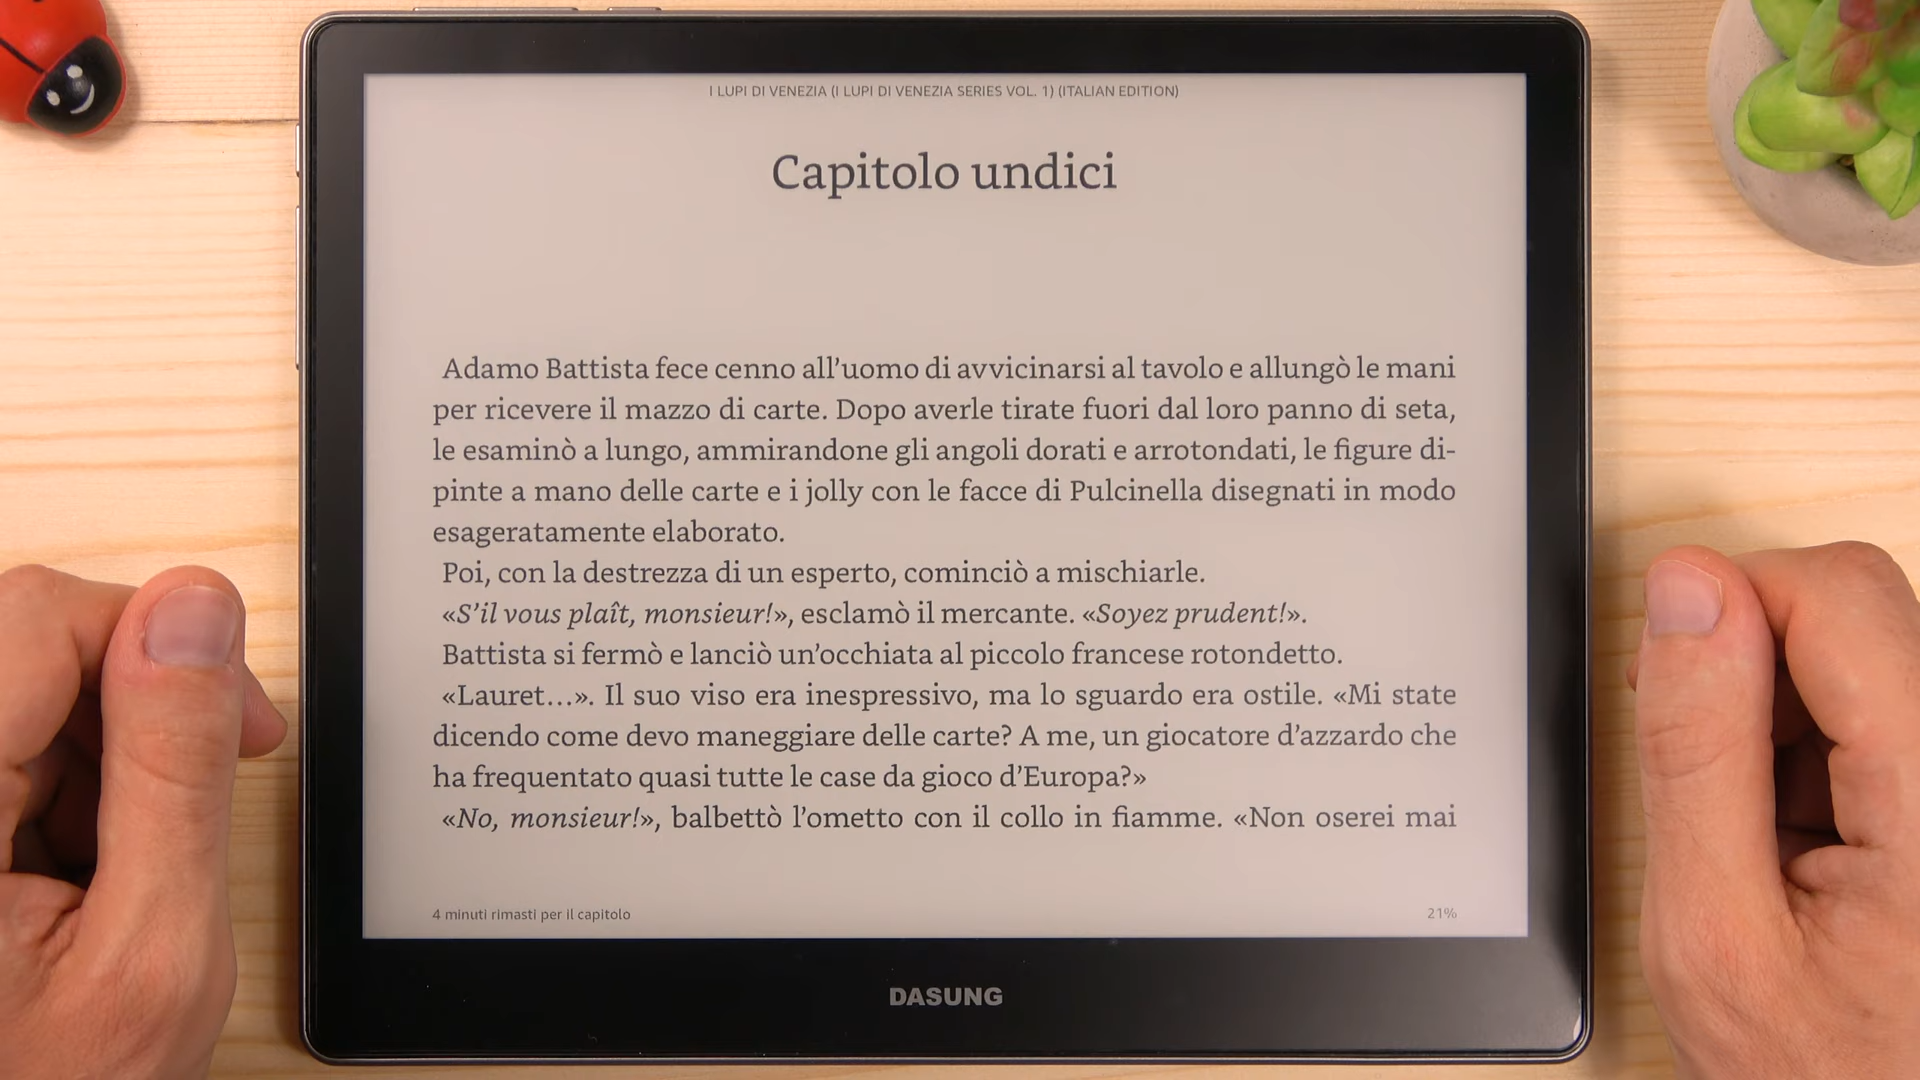 I LUPI DI VENEZIA (I LUPI DI VENEZIA SERIES VOL. 1) (ITALIAN EDITION)
Capitolo undici
Adamo Battista fece cenno all’uomo di avvicinarsi al tavolo e allungò le mani
per ricevere il mazzo di carte. Dopo averle tirate fuori dal loro panno di seta,
le esaminò a lungo, ammirandone gli angoli dorati e arrotondati, le figure di-
pinte a mano delle carte e i jolly con le facce di Pulcinella disegnati in modo
esageratamente elaborato.
Poi, con la destrezza di un esperto, cominciò a mischiarle.
«S’il vous plaît, monsieur!», esclamò il mercante. «Soyez prudent!».
Battista si fermò e lanciò un’occhiata al piccolo francese rotondetto.
«Lauret…». Il suo viso era inespressivo, ma lo sguardo era ostile. «Mi state
dicendo come devo maneggiare delle carte? A me, un giocatore d’azzardo che
ha frequentato quasi tutte le case da gioco d’Europa?»
«No, monsieur!», balbettò l’ometto con il collo in fiamme. «Non oserei mai
4 minuti rimasti per il capitolo
21%
DASUNG